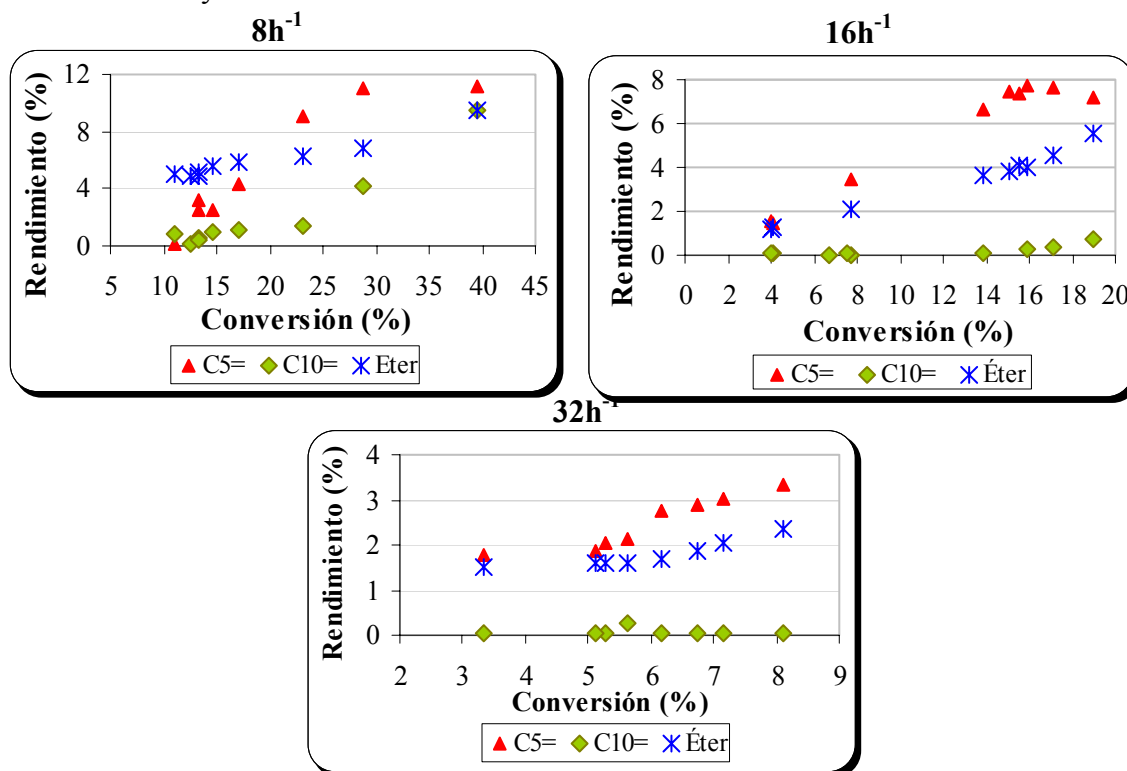 y
8h⁻¹
Rendimiento (%)
12
8
4
0
5 10 15 20 25 30 35 40 45
Conversión (%)
C5= C10= Eter
16h⁻¹
Rendimiento (%)
8
6
4
2
0
0 2 4 6 8 10 12 14 16 18 20
Conversión (%)
C5= C10= Éter
32h⁻¹
Rendimiento (%)
4
3
2
1
0
2 3 4 5 6 7 8 9
Conversión (%)
C5= C10= Éter